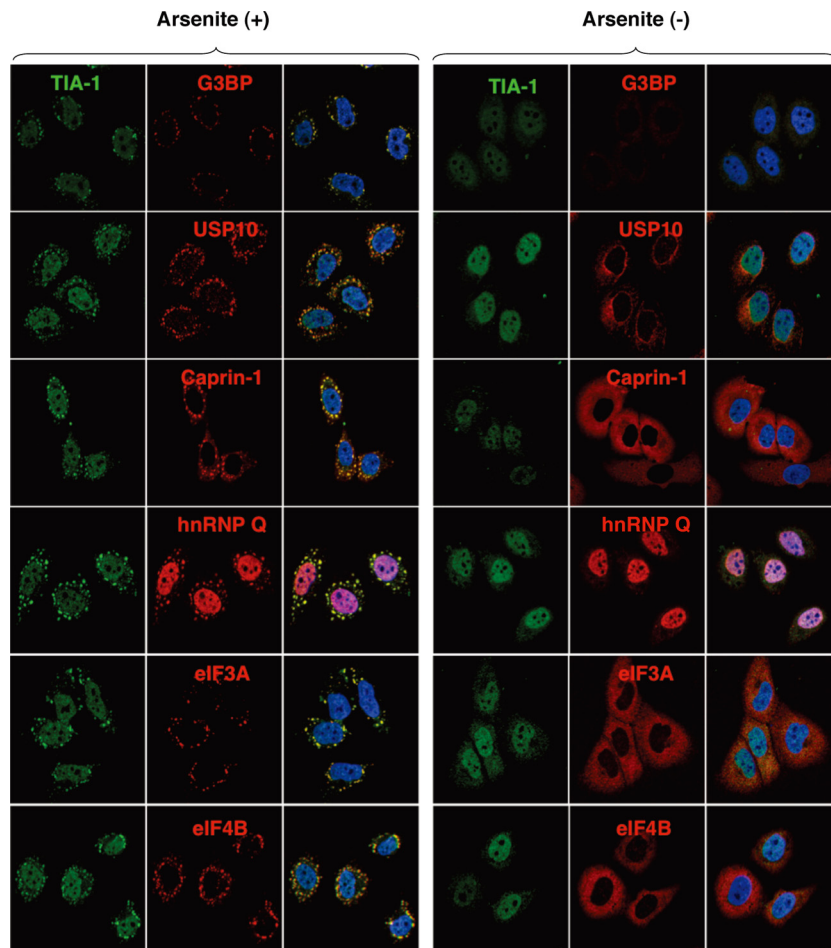 Arsenite (+) Arsenite (-)
TIA-1 G3BP TIA-1 G3BP
USP10 USP10
Caprin-1 Caprin-1
hnRNP Q hnRNP Q
eIF3A eIF3A
eIF4B eIF4B